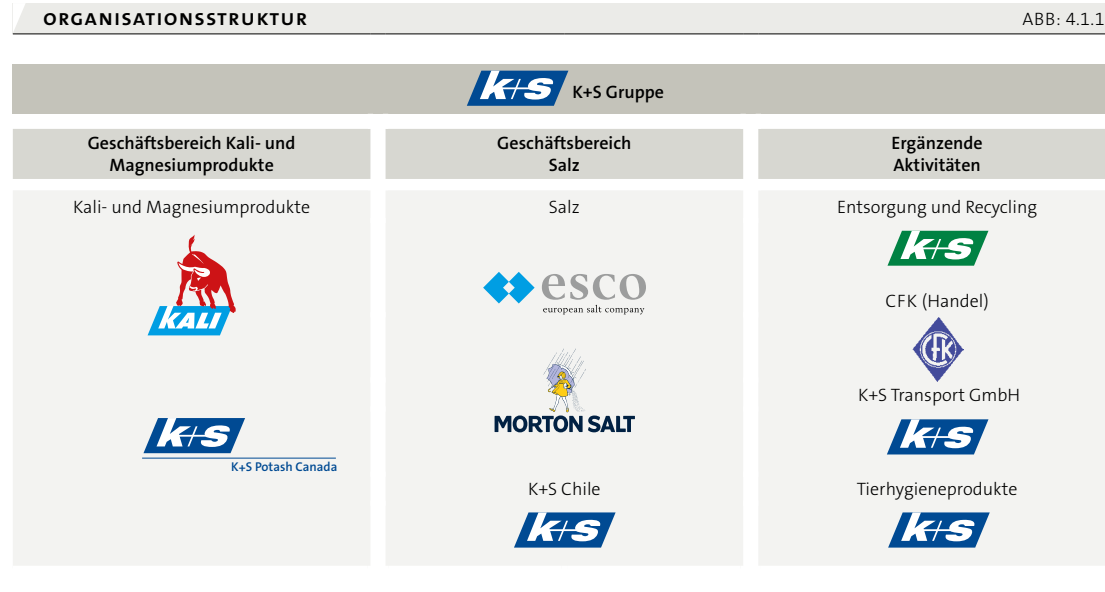 ORGANISATIONSSTRUKTUR
ABB: 4.1.1
k+s K+S Gruppe
Geschäftsbereich Kali- und
Magnesiumprodukte
Kali- und Magnesiumprodukte
KALI
k+s
K+S Potash Canada
Geschäftsbereich
Salz
Salz
esco
european salt company
MORTON SALT
K+S Chile
k+s
Ergänzende
Aktivitäten
Entsorgung und Recycling
k+s
CFK (Handel)
CFK
K+S Transport GmbH
k+s
Tierhygieneprodukte
k+s